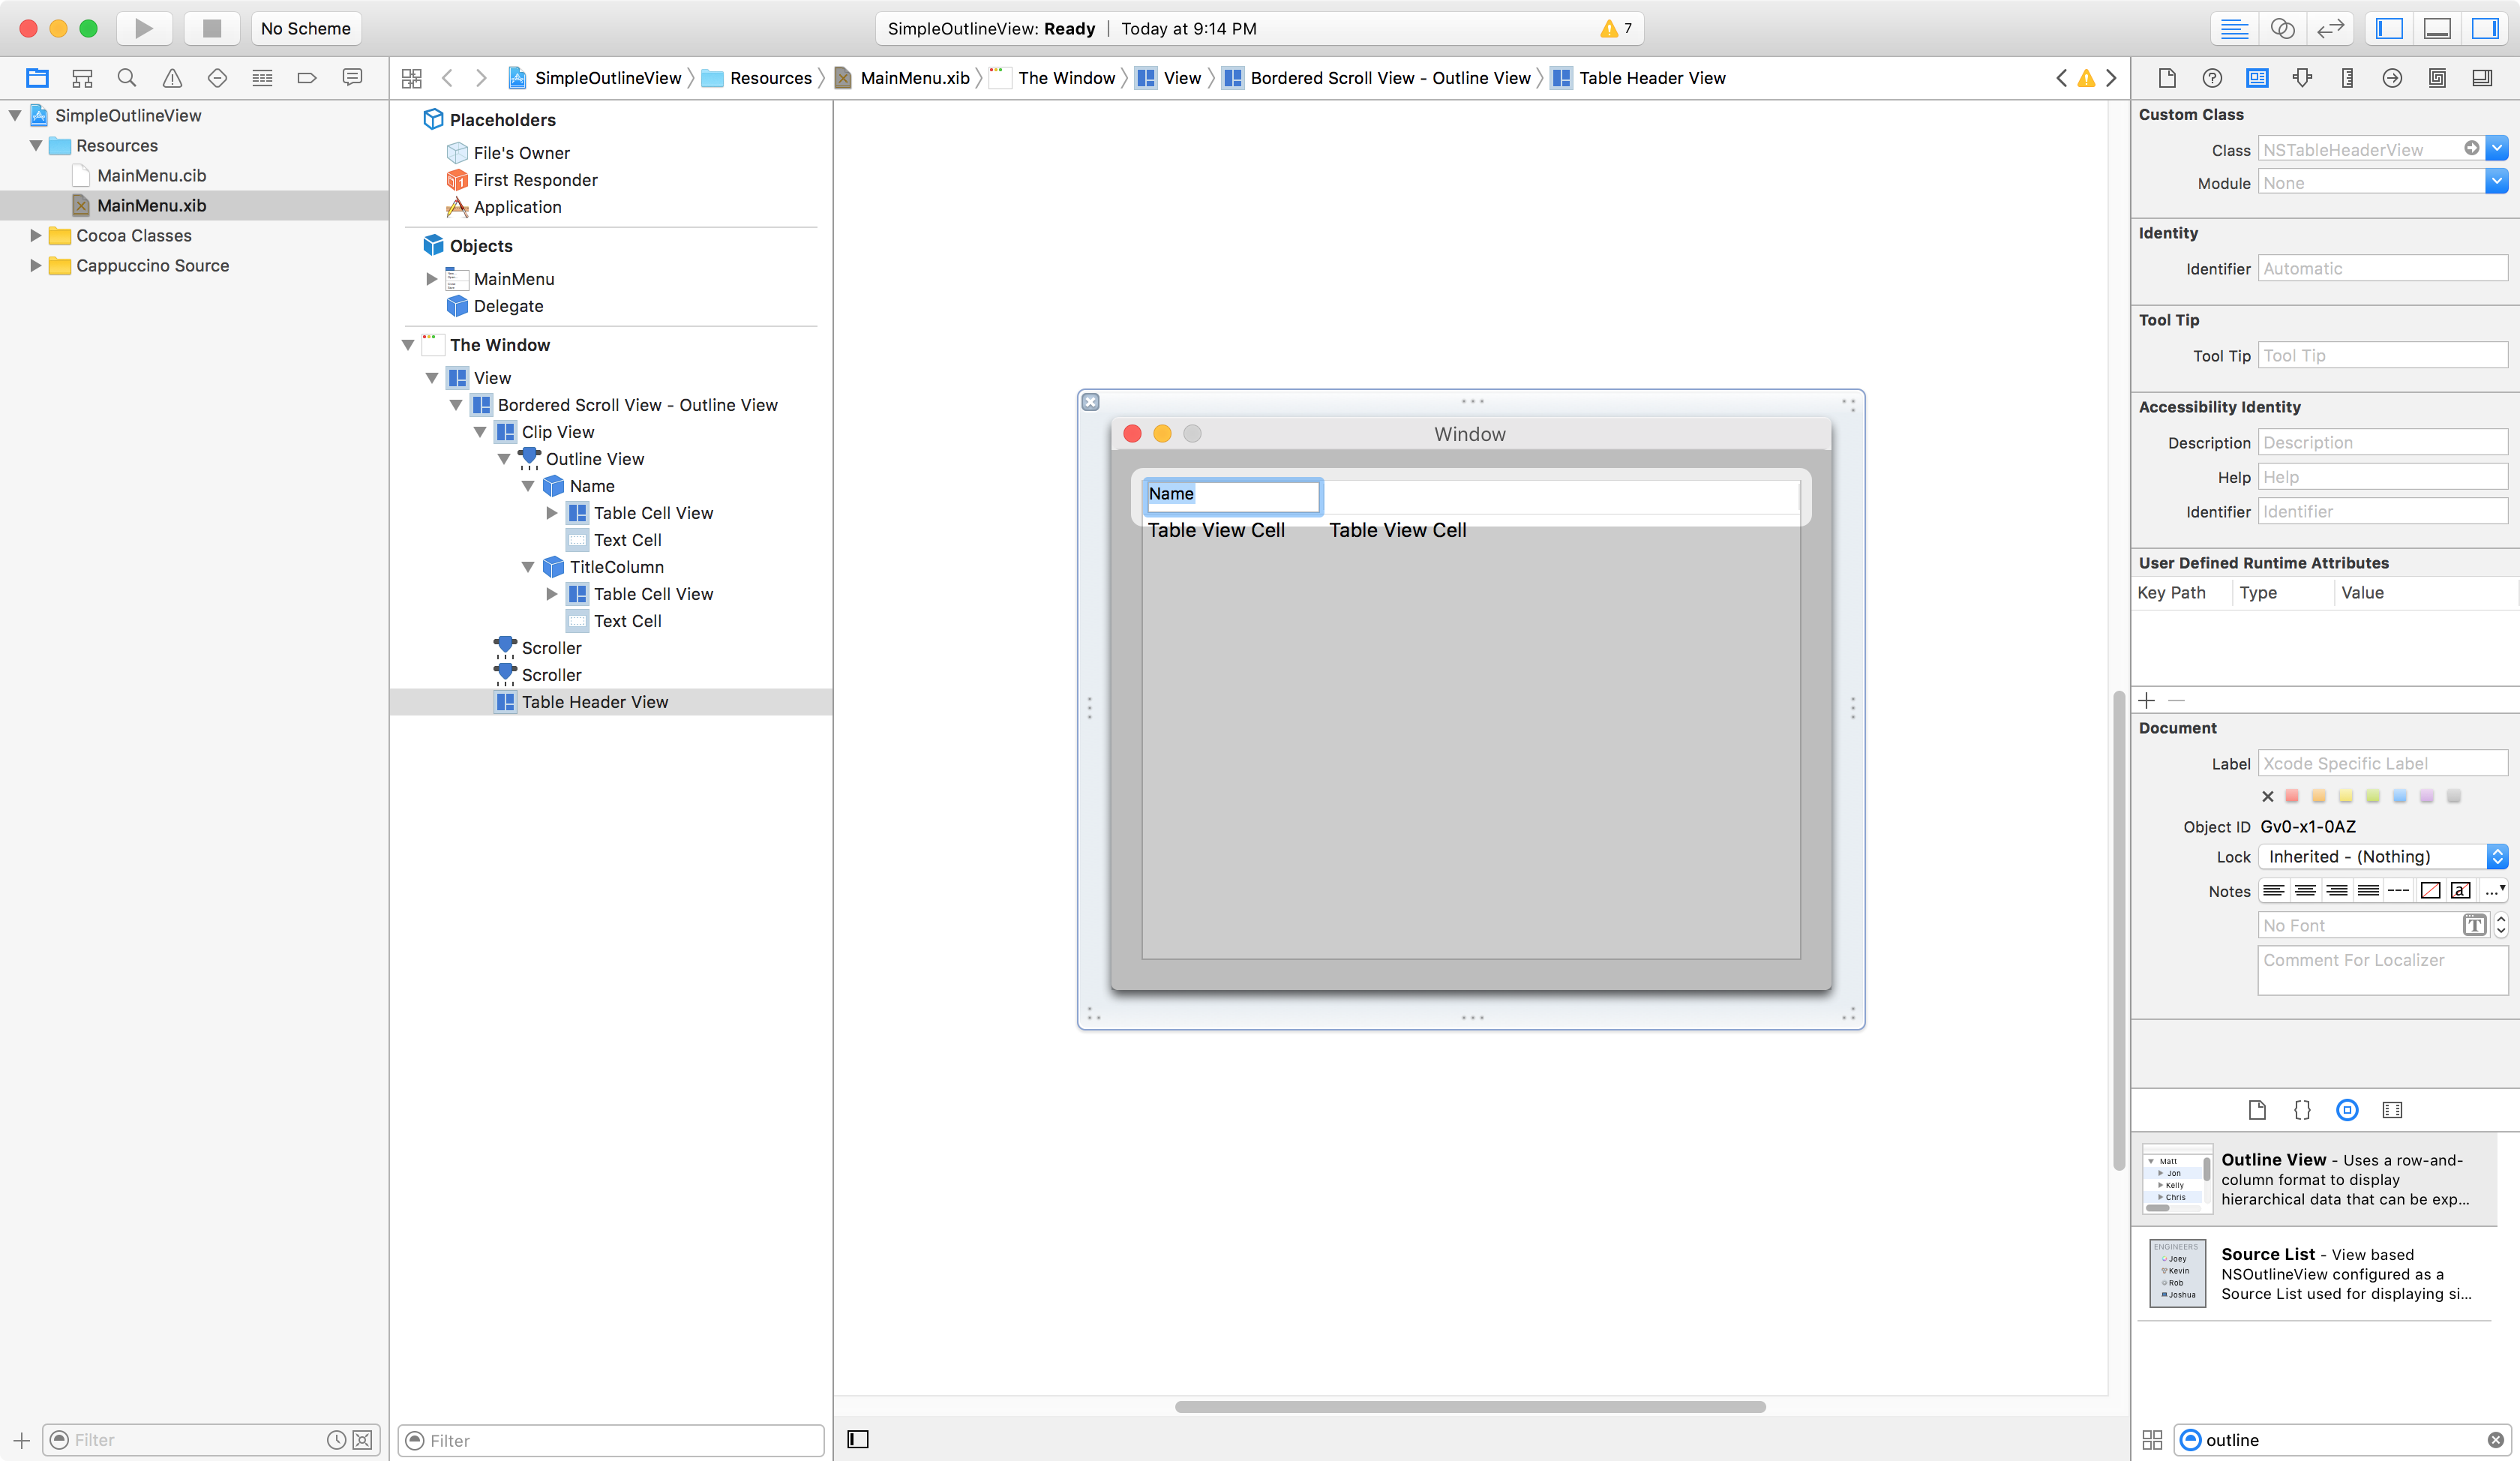 No Scheme
SimpleOutlineView: Ready | Today at 9:14 PM
7
SimpleOutlineView
Resources
MainMenu.xib
The Window
View
Bordered Scroll View - Outline View
Table Header View
SimpleOutlineView
Resources
MainMenu.cib
MainMenu.xib
Cocoa Classes
Cappuccino Source
Filter
Placeholders
File's Owner
First Responder
Application
Objects
MainMenu
Delegate
The Window
View
Bordered Scroll View - Outline View
Clip View
Outline View
Name
Table Cell View
Text Cell
TitleColumn
Table Cell View
Text Cell
Scroller
Scroller
Table Header View
Filter
Window
Name
Table View Cell Table View Cell
Custom Class
Class NSTableHeaderView
Module None
Identity
Identifier Automatic
Tool Tip
Tool Tip Tool Tip
Accessibility Identity
Description Description
Help Help
Identifier Identifier
User Defined Runtime Attributes
Key Path Type Value
Document
Label Xcode Specific Label
Object ID Gv0-x1-0AZ
Lock Inherited - (Nothing)
Notes
No Font
Comment For Localizer
Matt
Jon
Kelly
Chris
Outline View - Uses a row-and-
column format to display
hierarchical data that can be exp...
ENGINEERS
Joey
Kevin
Rob
Joshua
Source List - View based
NSOutlineView configured as a
Source List used for displaying si...
outline